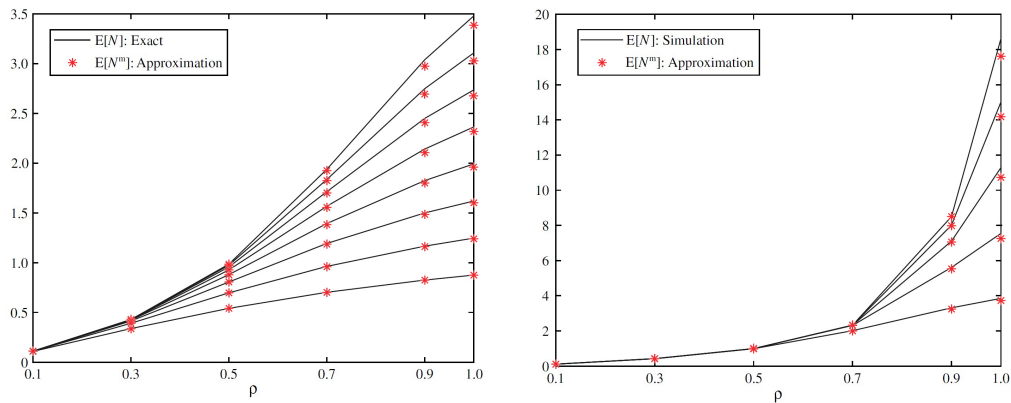 3.5
3.0
2.5
2.0
1.5
1.0
0.5
0
E[N]: Exact
E[Nᵐ]: Approximation
0.1 0.3 0.5 0.7 0.9 1.0
ρ
20
18
16
14
12
10
8
6
4
2
0
E[N]: Simulation
E[Nᵐ]: Approximation
0.1 0.3 0.5 0.7 0.9 1.0
ρ